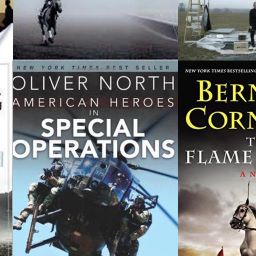 NEW YORK TIMES BEST SELLER
OLIVER NORTH
AMERICAN HEROES
IN
SPECIAL
OPERATIONS
NEW YORK TIMES BESTSELLING
BERN
CORN
T
FLAME
A N